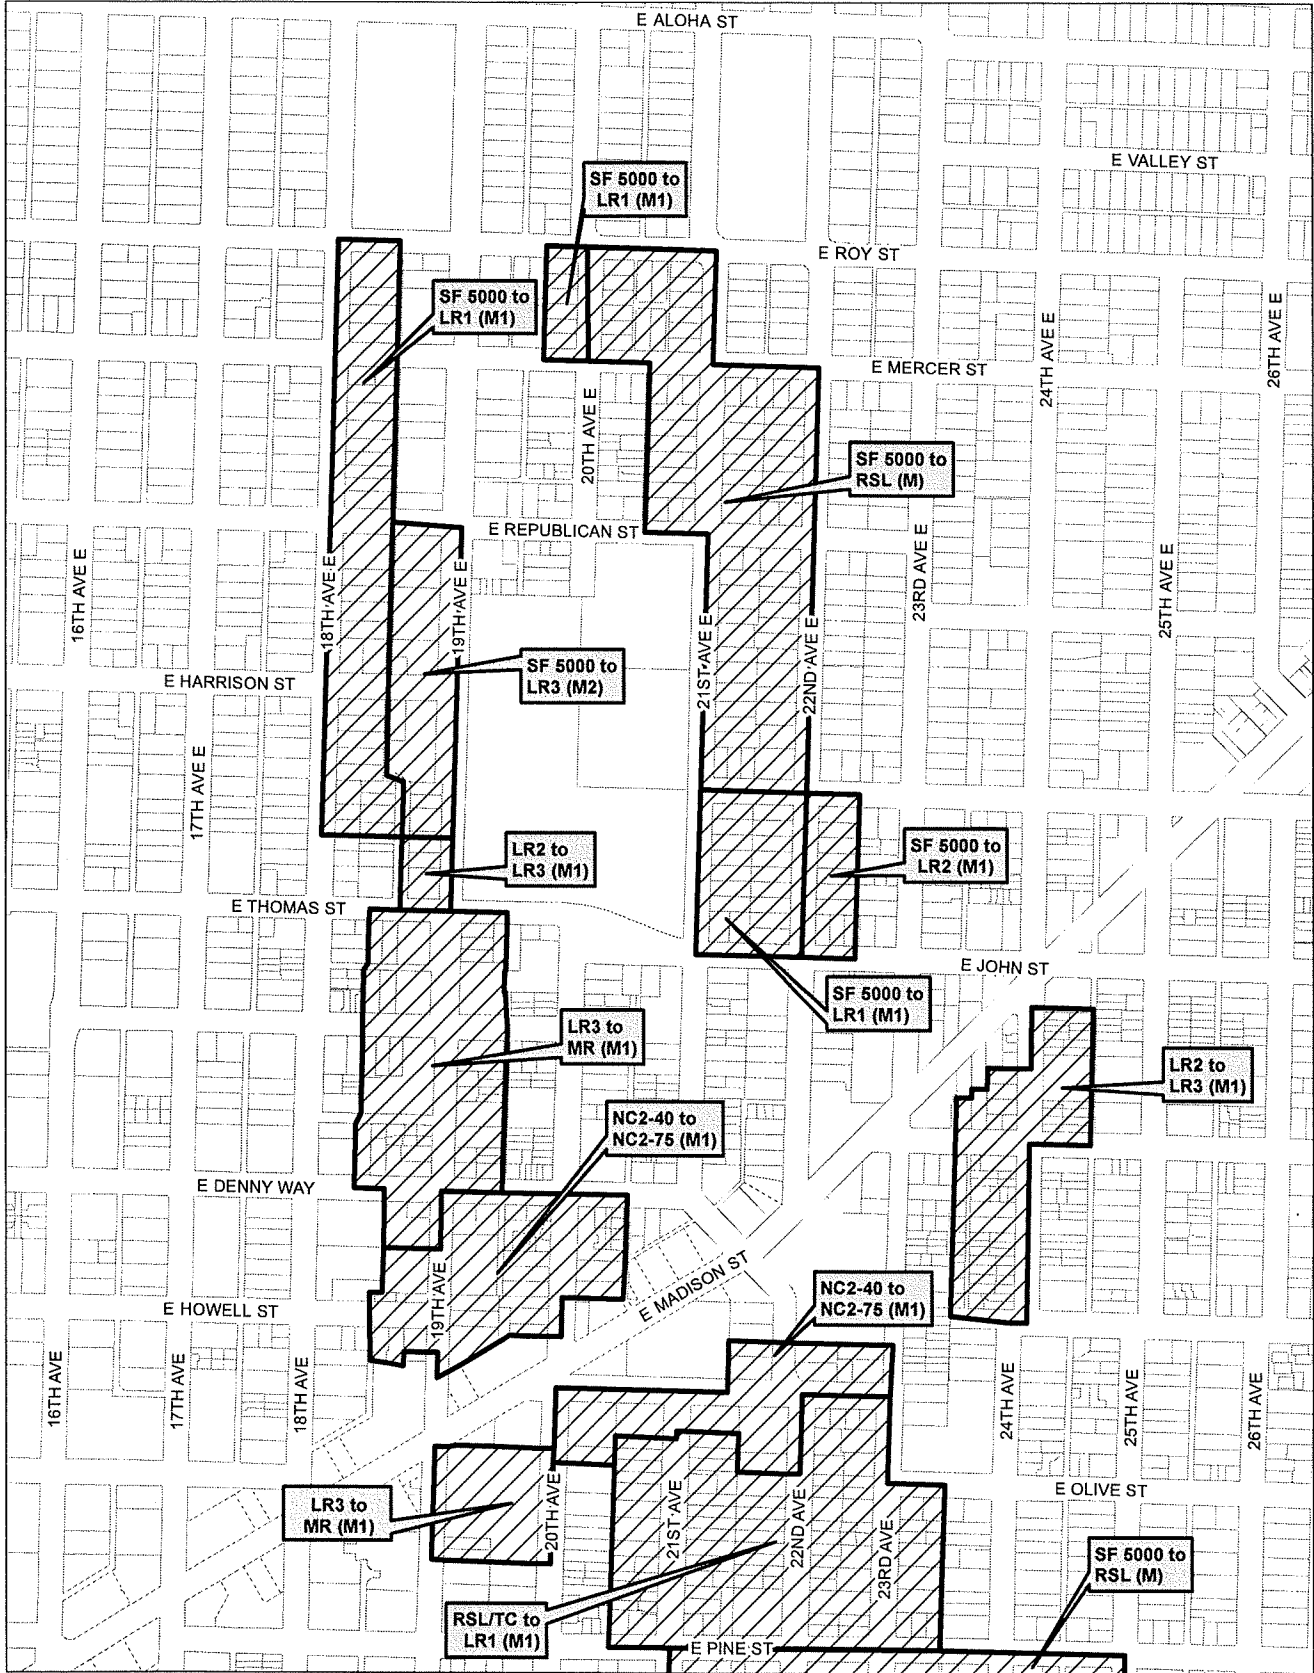 E ALOHA ST
E VALLEY ST
SF 5000 to
LR1 (M1)
E ROY ST
SF 5000 to
LR1 (M1)
24TH AVE E
26TH AVE E
E MERCER ST
20TH AVE E
SF 5000 to
RSL (M)
E REPUBLICAN ST
16TH AVE E
18TH AVE E
19TH AVE E
23RD AVE E
25TH AVE E
21ST AVE E
22ND AVE E
SF 5000 to
LR3 (M2)
E HARRISON ST
17TH AVE E
LR2 to
LR3 (M1)
SF 5000 to
LR2 (M1)
E THOMAS ST
E JOHN ST
SF 5000 to
LR1 (M1)
LR3 to
MR (M1)
LR2 to
LR3 (M1)
NC2-40 to
NC2-75 (M1)
E DENNY WAY
E MADISON ST
NC2-40 to
NC2-75 (M1)
E HOWELL ST
19TH AVE
16TH AVE
17TH AVE
18TH AVE
24TH AVE
25TH AVE
26TH AVE
E OLIVE ST
LR3 to
MR (M1)
20TH AVE
21ST AVE
22ND AVE
23RD AVE
SF 5000 to
RSL (M)
RSL/TC to
LR1 (M1)
E PINE ST